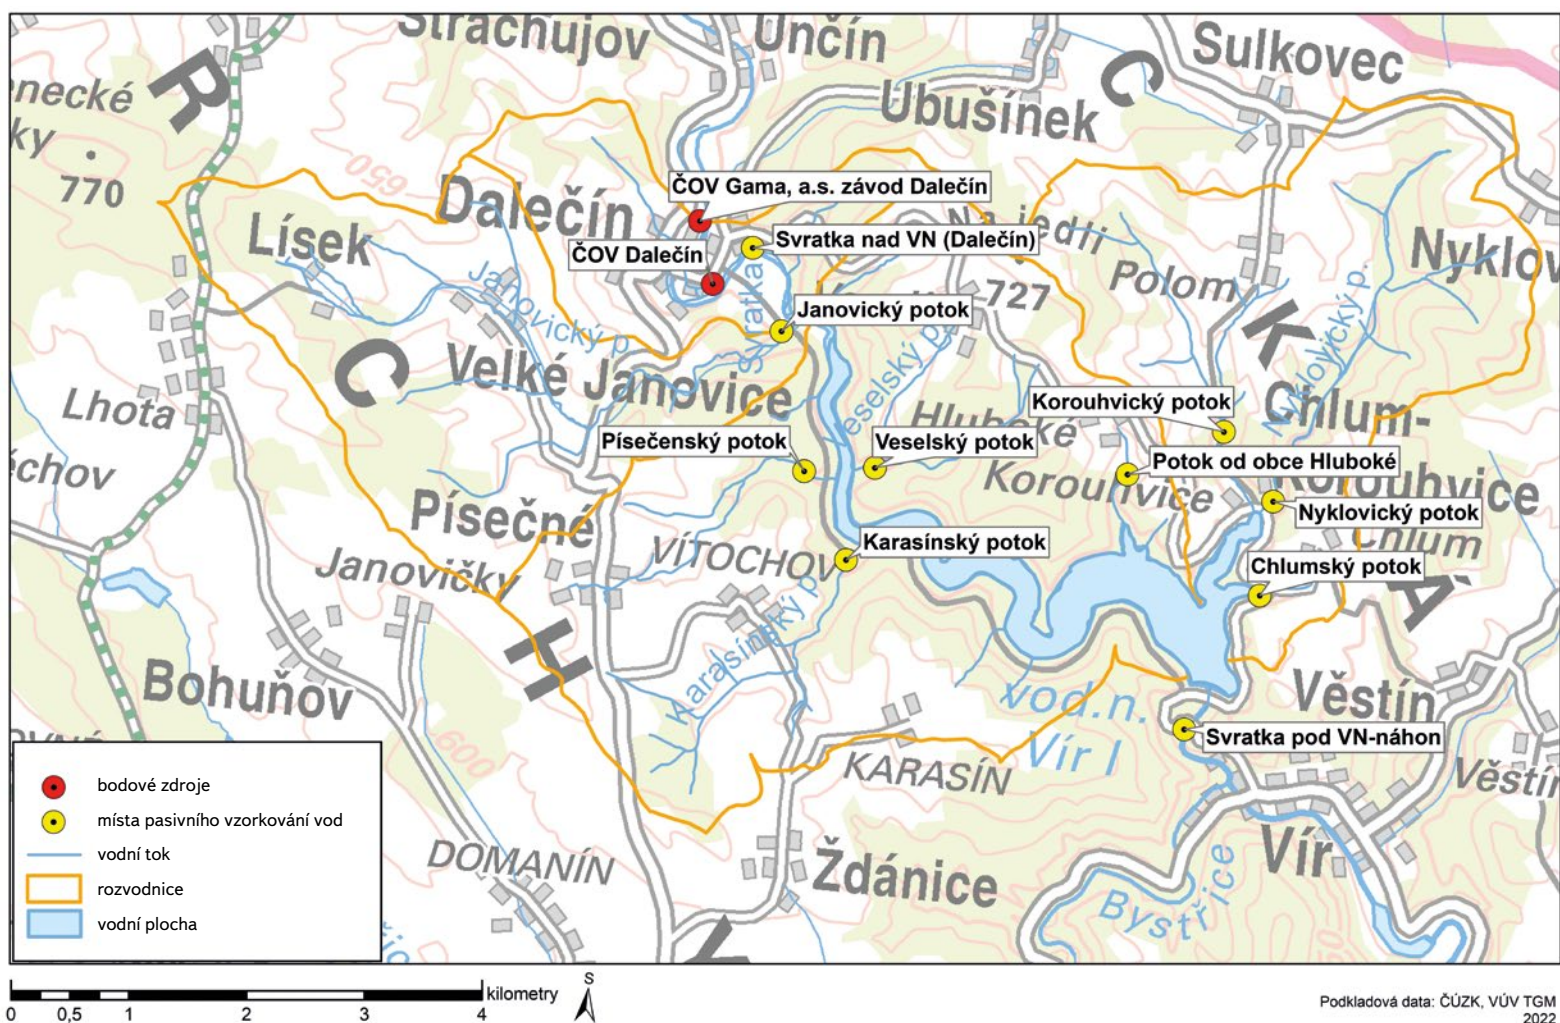 Strachujov
Unčín
Sulkovec
R
C
necké
ky
770
650
Ubušínek
ČOV Gama, a.s. závod Dalečín
Dalečín
Na jedli
Svratka nad VN (Dalečín)
ČOV Dalečín
Lísek
Nyklov
Polom
727
Janovický p.
Svratka
Janovický potok
Nyklovický p.
K
C
Velké Janovice
Veselský p.
Lhota
Korouhvický potok
Chlum-
Hluboké
Písečenský potok
Veselský potok
Potok od obce Hluboké
Korouhvice
Korouhvice
ěchov
Písečné
Nyklovický potok
Karasínský potok
VÍTOCHOV
Chlum
Chlumský potok
Janovičky
Á
H
Karasínský p.
Bohuňov
vod.n.
Vír I
Věstín
Svratka pod VN-náhon
600
KARASÍN
Věstín
bodové zdroje
místa pasivního vzorkování vod
vodní tok
rozvodnice
vodní plocha
DOMANÍN
Ždánice
Vír
Bystřice
kilometry
S
0 0,5 1 2 3 4
Podkladová data: ČÚZK, VÚV TGM
2022